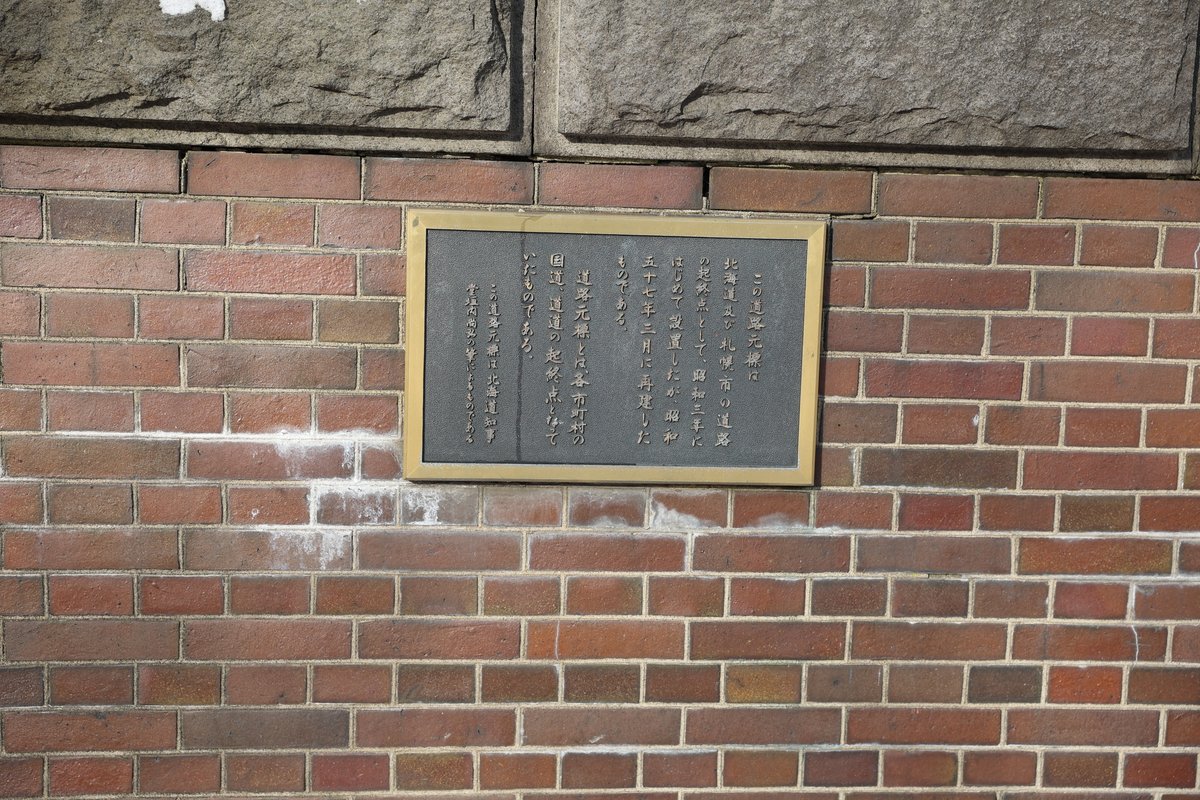 この道路元標は
北海道及び札幌市の道路
の起終点として、昭和三年に
はじめて設置したが昭和
五十七年三月に再建した
ものである。
道路元標とは各市町村の
国道、道道の起終点と
いたものである。
この道路元標は北海道知事
堂垣内尚弘の筆によるものである